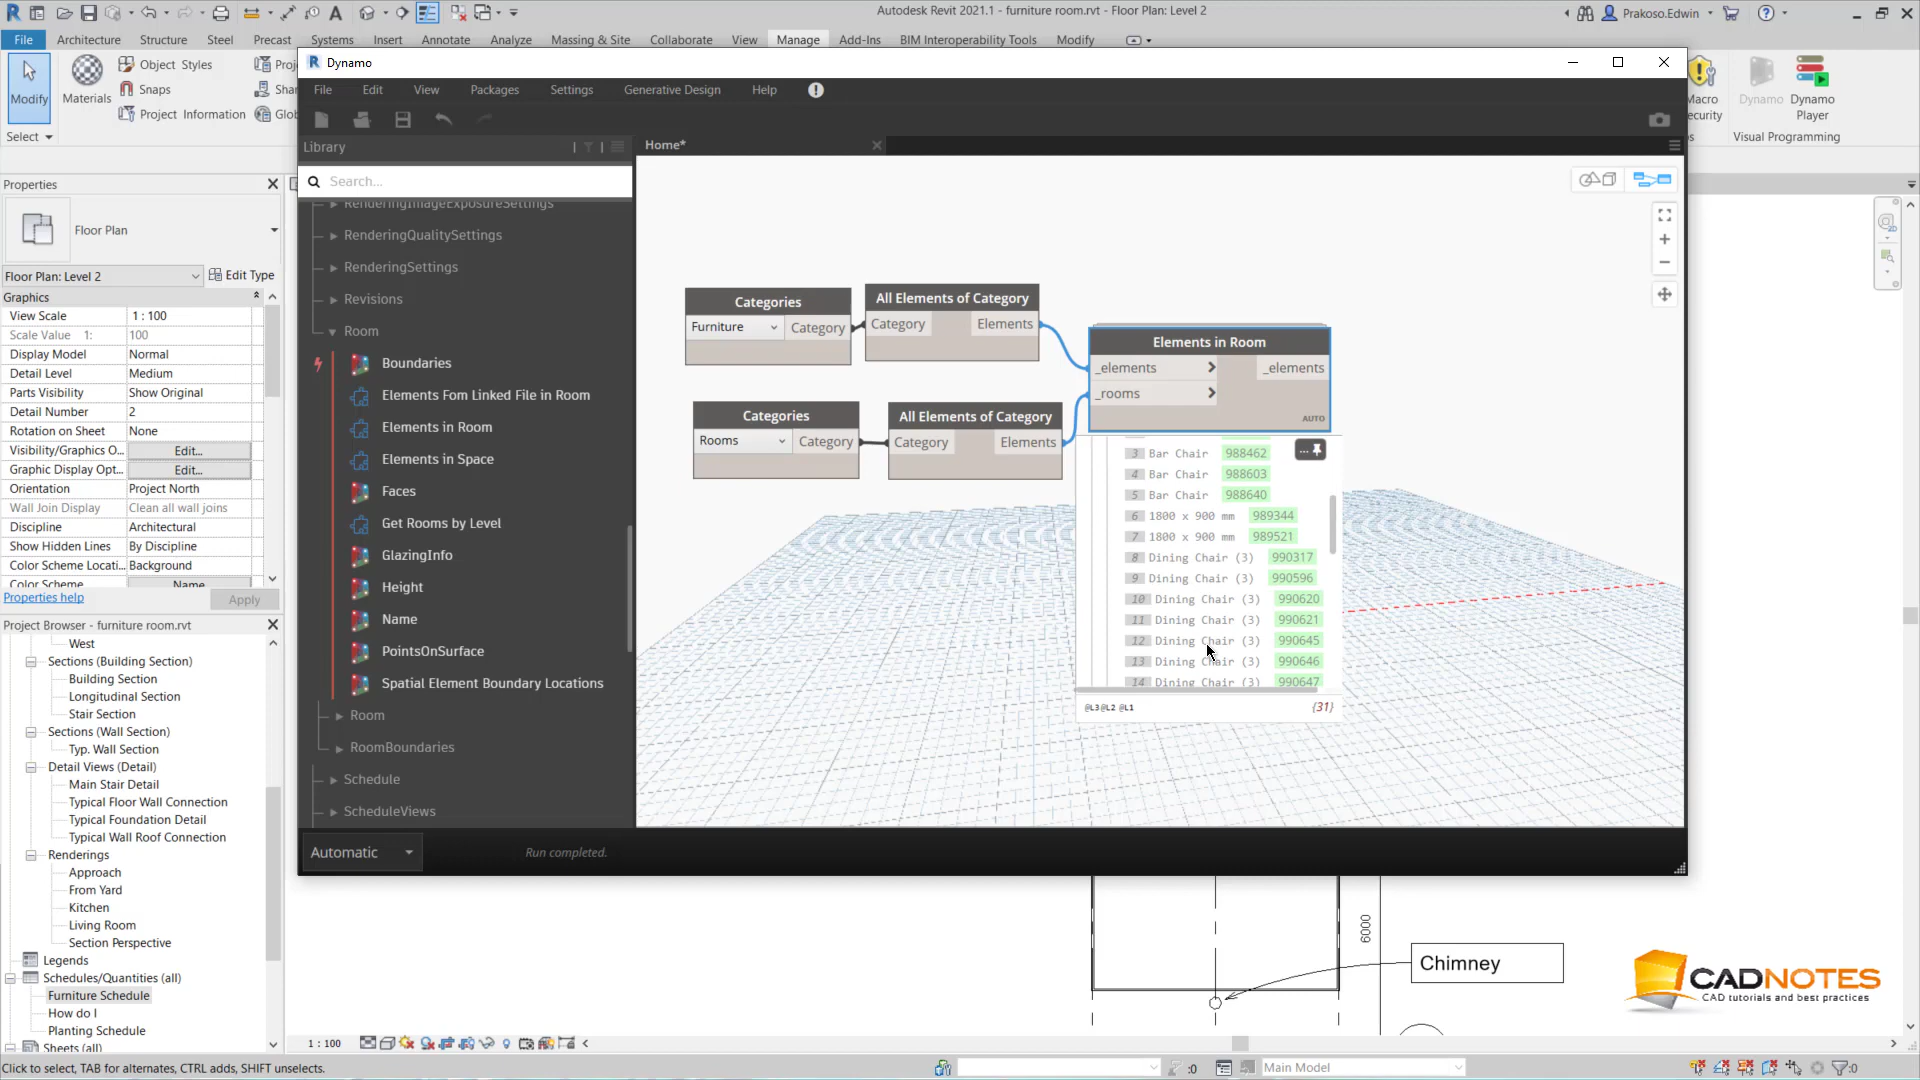 Autodesk Revit 2021.1 - furniture room.rvt - Floor Plan: Level 2
Prakoso.Edwin
File Architecture Structure Steel Precast Systems Insert Annotate Analyze Massing & Site Collaborate View Manage Add-Ins BIM Interoperability Tools Modify
Modify
Select
Materials
Object Styles
Snaps
Project Information
Macro
Dynamo
Dynamo
Player
Visual Programming
Dynamo
File Edit View Packages Settings Generative Design Help
Library
Home*
Search...
RenderingImageExposureSettings
RenderingQualitySettings
RenderingSettings
Revisions
Room
Boundaries
Elements Fom Linked File in Room
Elements in Room
Elements in Space
Faces
Get Rooms by Level
GlazingInfo
Height
Name
PointsOnSurface
Spatial Element Boundary Locations
Room
RoomBoundaries
Schedule
ScheduleViews
Automatic
Run completed.
Categories
Furniture
Category
All Elements of Category
Category
Elements
Categories
Rooms
Category
All Elements of Category
Category
Elements
Elements in Room
_elements
_elements
_rooms
AUTO
3 Bar Chair 988462
4 Bar Chair 988603
5 Bar Chair 988640
6 1800 x 900 mm 989344
7 1800 x 900 mm 989521
8 Dining Chair (3) 990317
9 Dining Chair (3) 990596
10 Dining Chair (3) 990620
11 Dining Chair (3) 990621
12 Dining Chair (3) 990645
13 Dining Chair (3) 990646
14 Dining Chair (3) 990647
@L3 @L2 @L1
{31}
Properties
Floor Plan
Floor Plan: Level 2
Edit Type
Graphics
View Scale 1 : 100
Scale Value 1: 100
Display Model Normal
Detail Level Medium
Parts Visibility Show Original
Detail Number 2
Rotation on Sheet None
Visibility/Graphics O... Edit...
Graphic Display Opt... Edit...
Orientation Project North
Wall Join Display Clean all wall joins
Discipline Architectural
Show Hidden Lines By Discipline
Color Scheme Locati... Background
Color Scheme Name
Properties help
Apply
Project Browser - furniture room.rvt
West
Sections (Building Section)
Building Section
Longitudinal Section
Stair Section
Sections (Wall Section)
Typ. Wall Section
Detail Views (Detail)
Main Stair Detail
Typical Floor Wall Connection
Typical Foundation Detail
Typical Wall Roof Connection
Renderings
Approach
From Yard
Kitchen
Living Room
Section Perspective
Legends
Schedules/Quantities (all)
Furniture Schedule
How do I
Planting Schedule
Sheets (all)
6000
Chimney
CADNOTES
CAD tutorials and best practices
1 : 100
Click to select, TAB for alternates, CTRL adds, SHIFT unselects.
:0
Main Model
:0